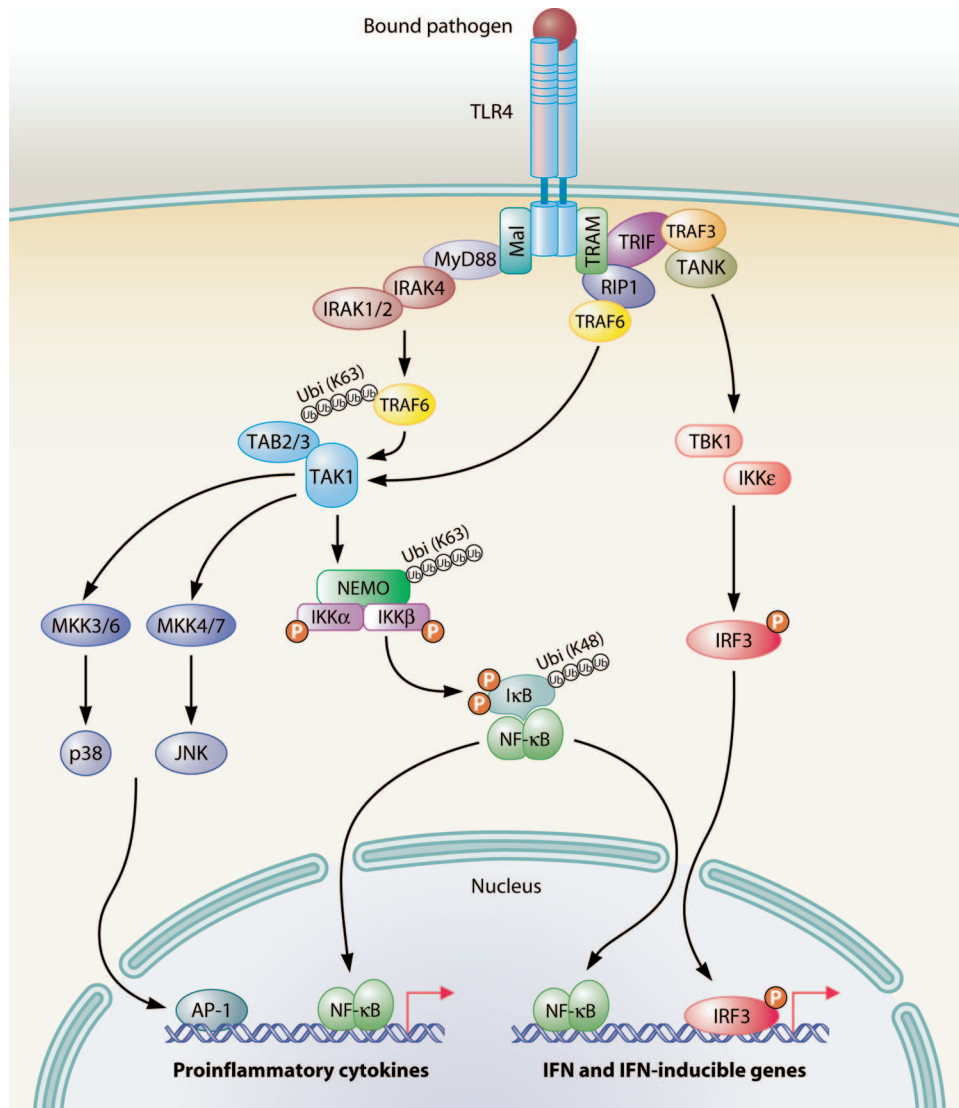 Bound pathogen
TLR4
Mal
TRAM
TRIF
TRAF3
TANK
MyD88
RIP1
IRAK4
IRAK1/2
TRAF6
Ubi (K63)
Ub Ub Ub Ub Ub
TRAF6
TAB2/3
TAK1
TBK1
IKKε
Ubi (K63)
Ub Ub Ub Ub Ub
NEMO
IKKα
IKKβ
P
P
MKK3/6
MKK4/7
IRF3
P
Ubi (K48)
Ub Ub Ub Ub
P
P
IκB
NF-κB
p38
JNK
Nucleus
AP-1
NF-κB
NF-κB
IRF3
P
Proinflammatory cytokines
IFN and IFN-inducible genes